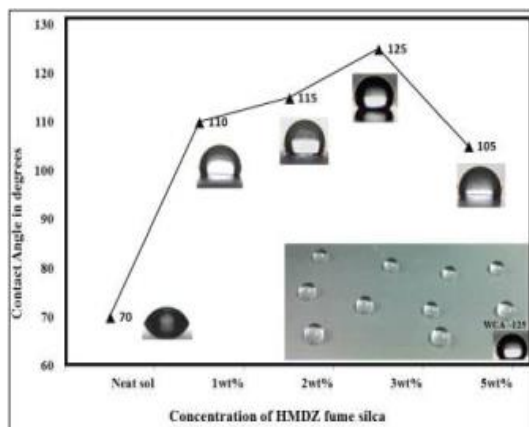 Contact Angle in degrees
130
120
110
100
90
80
70
60
70
110
115
125
105
WCA~125
Neat sol
1wt%
2wt%
3wt%
5wt%
Concentration of HMDZ fume silca